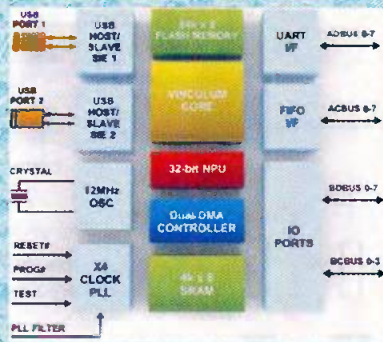 USB
PORT 1
USB
HOST/
SLAVE
SIE 1
FLASH MEMORY
UART
I/F
ADBUS 0-7
USB
PORT 2
USB
HOST/
SLAVE
SIE 2
VINCULUM
CORE
FIFO
I/F
ACBUS 0-7
CRYSTAL
12MHz
OSC
32-bit NPU
BDBUS 0-7
Dual DMA
CONTROLLER
IO
PORTS
RESET#
PROG#
TEST
X4
CLOCK
PLL
4k x 8
SRAM
BCBUS 0-3
PLL FILTER